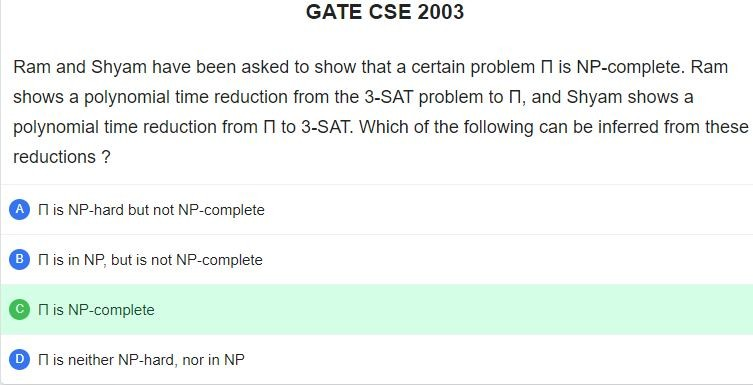 GATE CSE 2003
Ram and Shyam have been asked to show that a certain problem Π is NP-complete. Ram
shows a polynomial time reduction from the 3-SAT problem to Π, and Shyam shows a
polynomial time reduction from Π to 3-SAT. Which of the following can be inferred from these
reductions ?
A Π is NP-hard but not NP-complete
B Π is in NP, but is not NP-complete
C Π is NP-complete
D Π is neither NP-hard, nor in NP